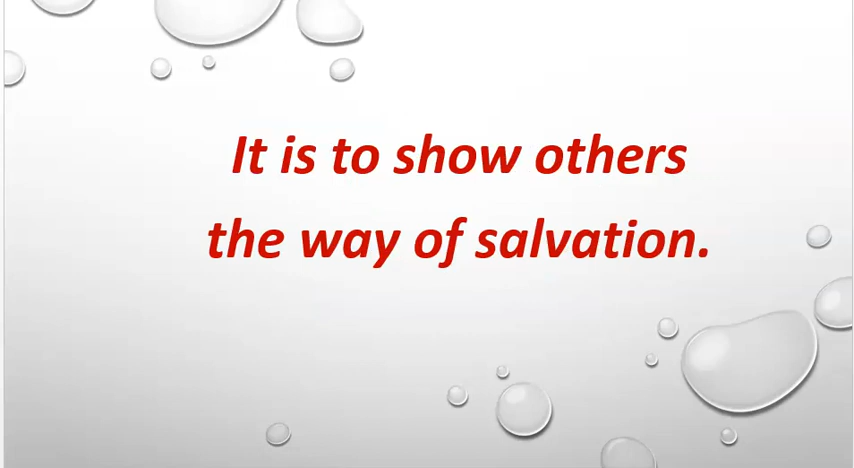 It is to show others
the way of salvation.